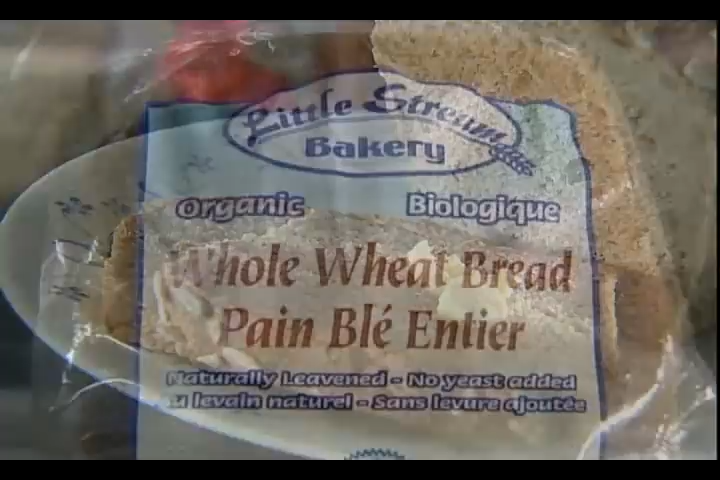 Little Stream
Bakery
Organic Biologique
Whole Wheat Bread
Pain Blé Entier
Naturally Leavened - No yeast added
u levain naturel - Sans levure ajoutée